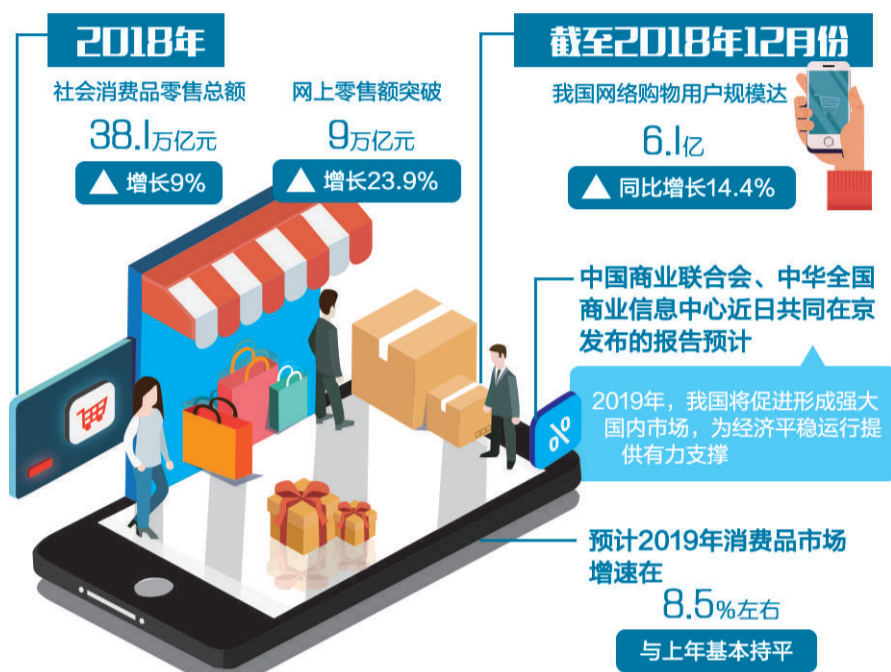 2018年
社会消费品零售总额
38.1万亿元
▲ 增长9%
网上零售额突破
9万亿元
▲ 增长23.9%
截至2018年12月份
我国网络购物用户规模达
6.1亿
▲ 同比增长14.4%
中国商业联合会、中华全国
商业信息中心近日共同在京
发布的报告预计
2019年，我国将促进形成强大
国内市场，为经济平稳运行提
供有力支撑
%
预计2019年消费品市场
增速在
8.5%左右
与上年基本持平